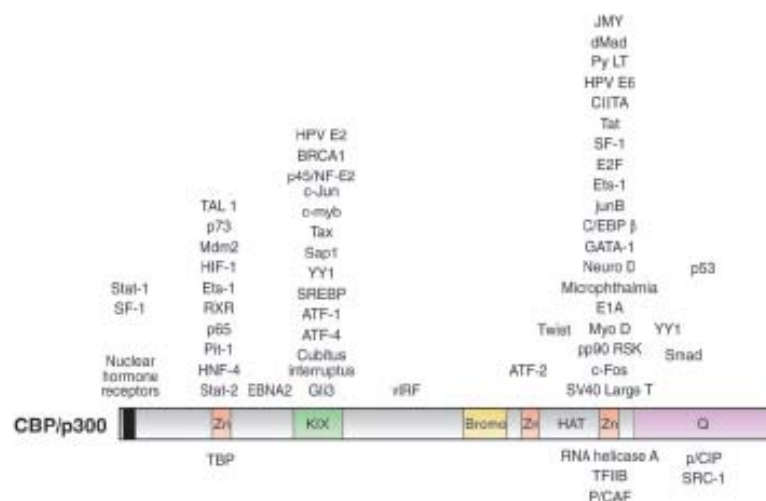 JMY
dMad
Py LT
HPV E6
CIITA
Tat
SF-1
E2F
Ets-1
junB
C/EBP β
GATA-1
Neuro D
Microphthalmia
E1A
Myo D
pp90 RSK
c-Fos
SV40 Large T
HPV E2
BRCA1
p45/NF-E2
c-Jun
c-myb
Tax
Sap1
YY1
SREBP
ATF-1
ATF-4
Cubitus
interruptus
Gli3
TAL 1
p73
Mdm2
HIF-1
Ets-1
RXR
p65
Pit-1
HNF-4
Stat-2
Stat-1
SF-1
Nuclear
hormone
receptors
EBNA2
vIRF
ATF-2
Twist
p53
YY1
Smad
CBP/p300 Zn KIX Bromo Zn HAT Zn Q
TBP
RNA helicase A
TFIIB
P/CAF
p/CIP
SRC-1